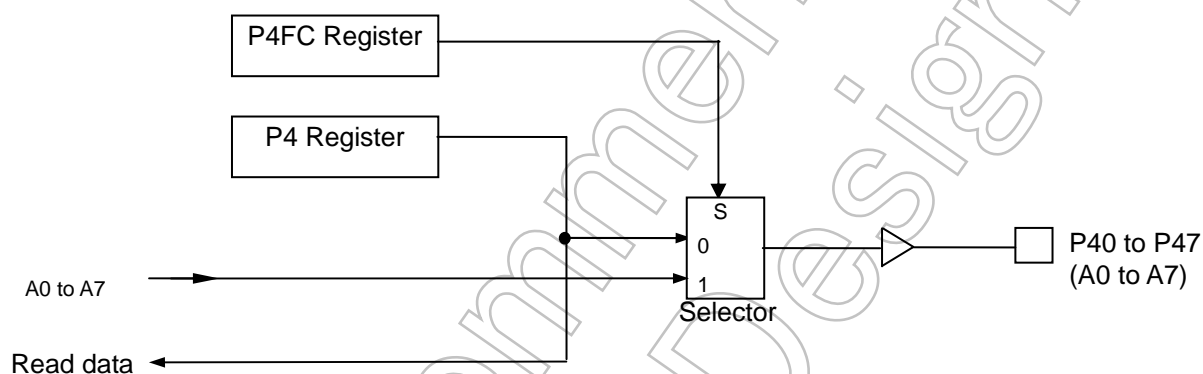 P4FC Register
P4 Register
S
0
1
Selector
A0 to A7
Read data
P40 to P47
(A0 to A7)